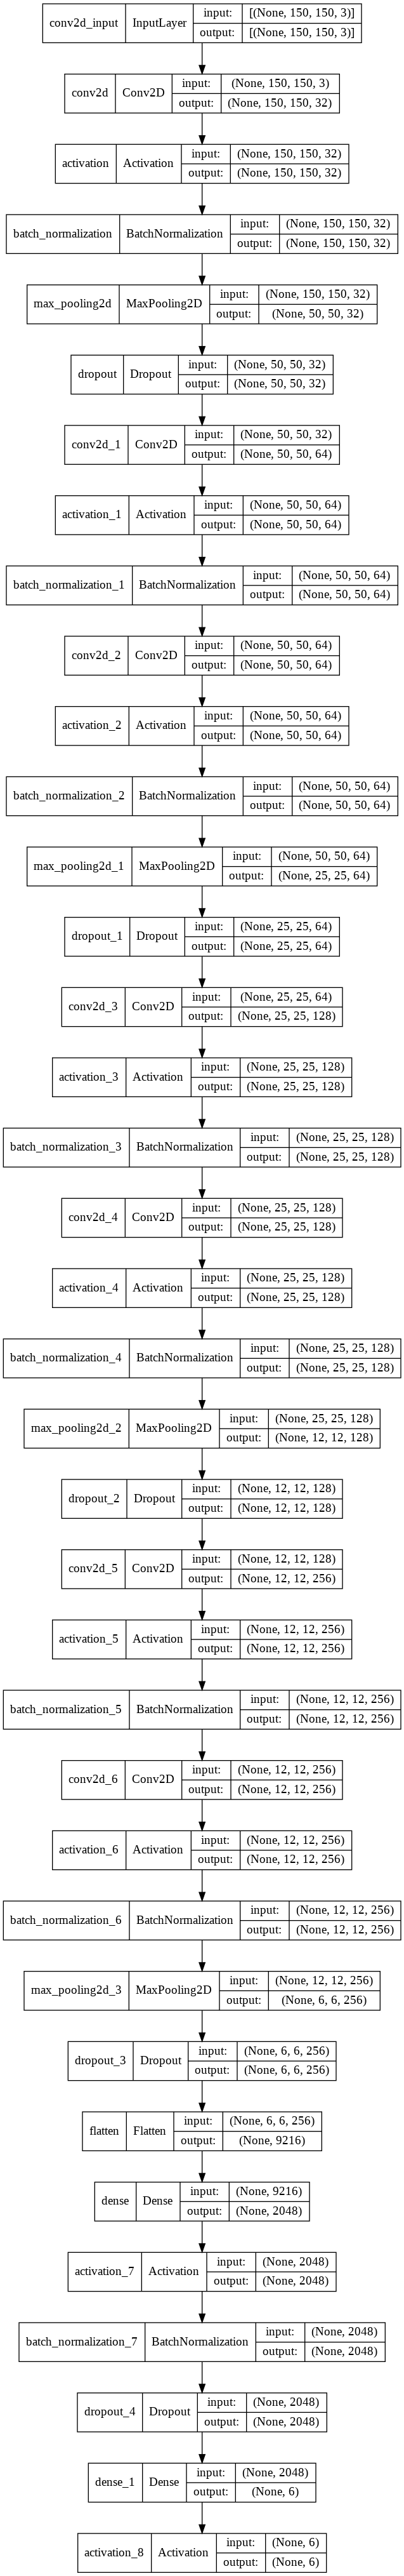 conv2d_input InputLayer input: [(None, 150, 150, 3)]
output: [(None, 150, 150, 3)]
conv2d Conv2D input: (None, 150, 150, 3)
output: (None, 150, 150, 32)
activation Activation input: (None, 150, 150, 32)
output: (None, 150, 150, 32)
batch_normalization BatchNormalization input: (None, 150, 150, 32)
output: (None, 150, 150, 32)
max_pooling2d MaxPooling2D input: (None, 150, 150, 32)
output: (None, 50, 50, 32)
dropout Dropout input: (None, 50, 50, 32)
output: (None, 50, 50, 32)
conv2d_1 Conv2D input: (None, 50, 50, 32)
output: (None, 50, 50, 64)
activation_1 Activation input: (None, 50, 50, 64)
output: (None, 50, 50, 64)
batch_normalization_1 BatchNormalization input: (None, 50, 50, 64)
output: (None, 50, 50, 64)
conv2d_2 Conv2D input: (None, 50, 50, 64)
output: (None, 50, 50, 64)
activation_2 Activation input: (None, 50, 50, 64)
output: (None, 50, 50, 64)
batch_normalization_2 BatchNormalization input: (None, 50, 50, 64)
output: (None, 50, 50, 64)
max_pooling2d_1 MaxPooling2D input: (None, 50, 50, 64)
output: (None, 25, 25, 64)
dropout_1 Dropout input: (None, 25, 25, 64)
output: (None, 25, 25, 64)
conv2d_3 Conv2D input: (None, 25, 25, 64)
output: (None, 25, 25, 128)
activation_3 Activation input: (None, 25, 25, 128)
output: (None, 25, 25, 128)
batch_normalization_3 BatchNormalization input: (None, 25, 25, 128)
output: (None, 25, 25, 128)
conv2d_4 Conv2D input: (None, 25, 25, 128)
output: (None, 25, 25, 128)
activation_4 Activation input: (None, 25, 25, 128)
output: (None, 25, 25, 128)
batch_normalization_4 BatchNormalization input: (None, 25, 25, 128)
output: (None, 25, 25, 128)
max_pooling2d_2 MaxPooling2D input: (None, 25, 25, 128)
output: (None, 12, 12, 128)
dropout_2 Dropout input: (None, 12, 12, 128)
output: (None, 12, 12, 128)
conv2d_5 Conv2D input: (None, 12, 12, 128)
output: (None, 12, 12, 256)
activation_5 Activation input: (None, 12, 12, 256)
output: (None, 12, 12, 256)
batch_normalization_5 BatchNormalization input: (None, 12, 12, 256)
output: (None, 12, 12, 256)
conv2d_6 Conv2D input: (None, 12, 12, 256)
output: (None, 12, 12, 256)
activation_6 Activation input: (None, 12, 12, 256)
output: (None, 12, 12, 256)
batch_normalization_6 BatchNormalization input: (None, 12, 12, 256)
output: (None, 12, 12, 256)
max_pooling2d_3 MaxPooling2D input: (None, 12, 12, 256)
output: (None, 6, 6, 256)
dropout_3 Dropout input: (None, 6, 6, 256)
output: (None, 6, 6, 256)
flatten Flatten input: (None, 6, 6, 256)
output: (None, 9216)
dense Dense input: (None, 9216)
output: (None, 2048)
activation_7 Activation input: (None, 2048)
output: (None, 2048)
batch_normalization_7 BatchNormalization input: (None, 2048)
output: (None, 2048)
dropout_4 Dropout input: (None, 2048)
output: (None, 2048)
dense_1 Dense input: (None, 2048)
output: (None, 6)
activation_8 Activation input: (None, 6)
output: (None, 6)